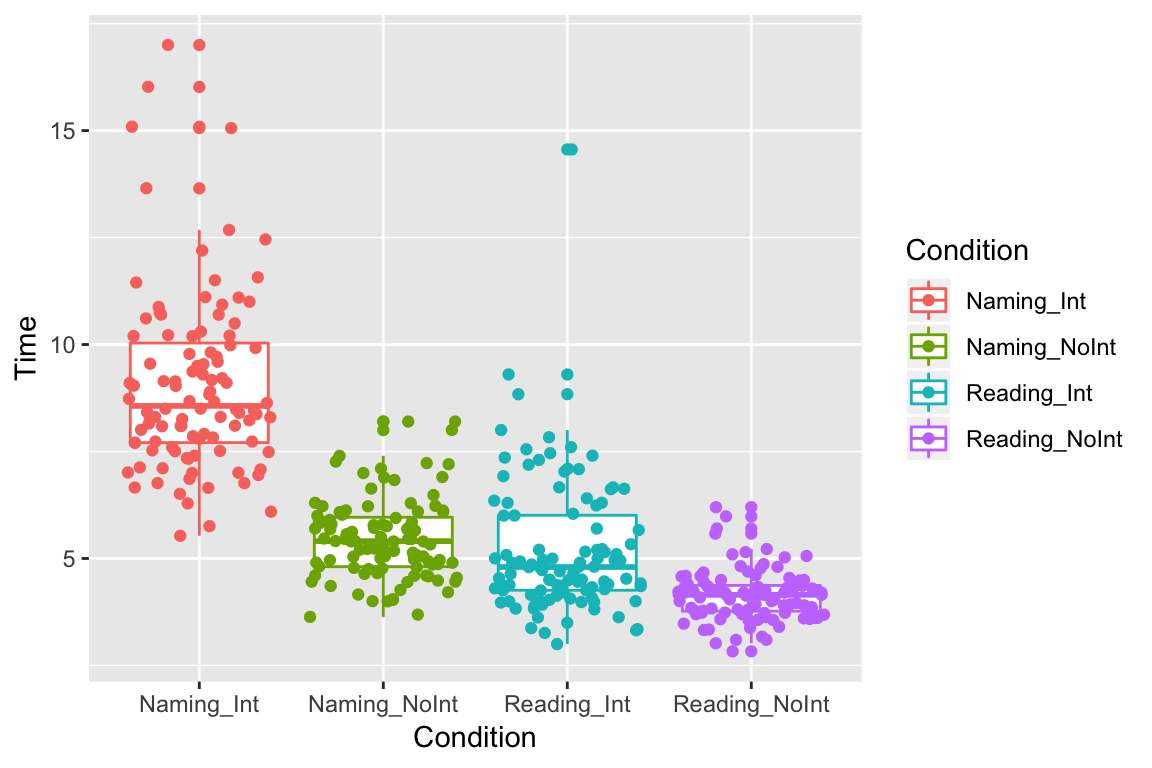 Time
15
10
5
Naming_Int Naming_NoInt Reading_Int Reading_NoInt
Condition
Condition
Naming_Int
Naming_NoInt
Reading_Int
Reading_NoInt